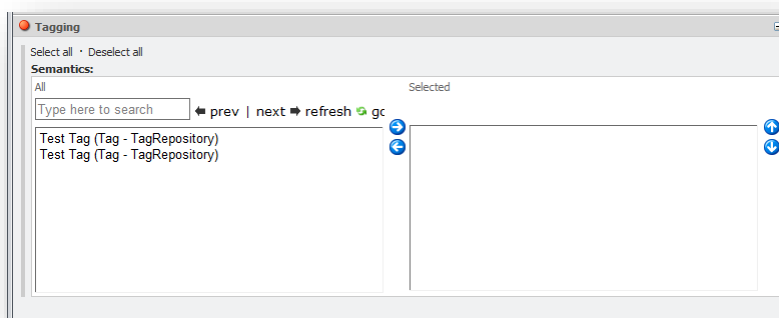 Tagging
Select all · Deselect all
Semantics:
All
Selected
Type here to search
prev | next refresh gc
Test Tag (Tag - TagRepository)
Test Tag (Tag - TagRepository)